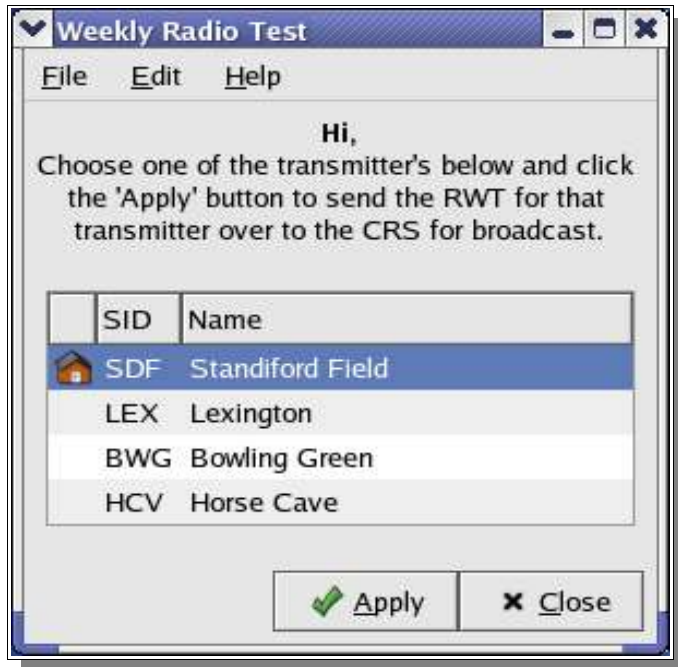 Weekly Radio Test
File Edit Help
Hi,
Choose one of the transmitter's below and click
the 'Apply' button to send the RWT for that
transmitter over to the CRS for broadcast.
SID Name
SDF Standiford Field
LEX Lexington
BWG Bowling Green
HCV Horse Cave
Apply Close